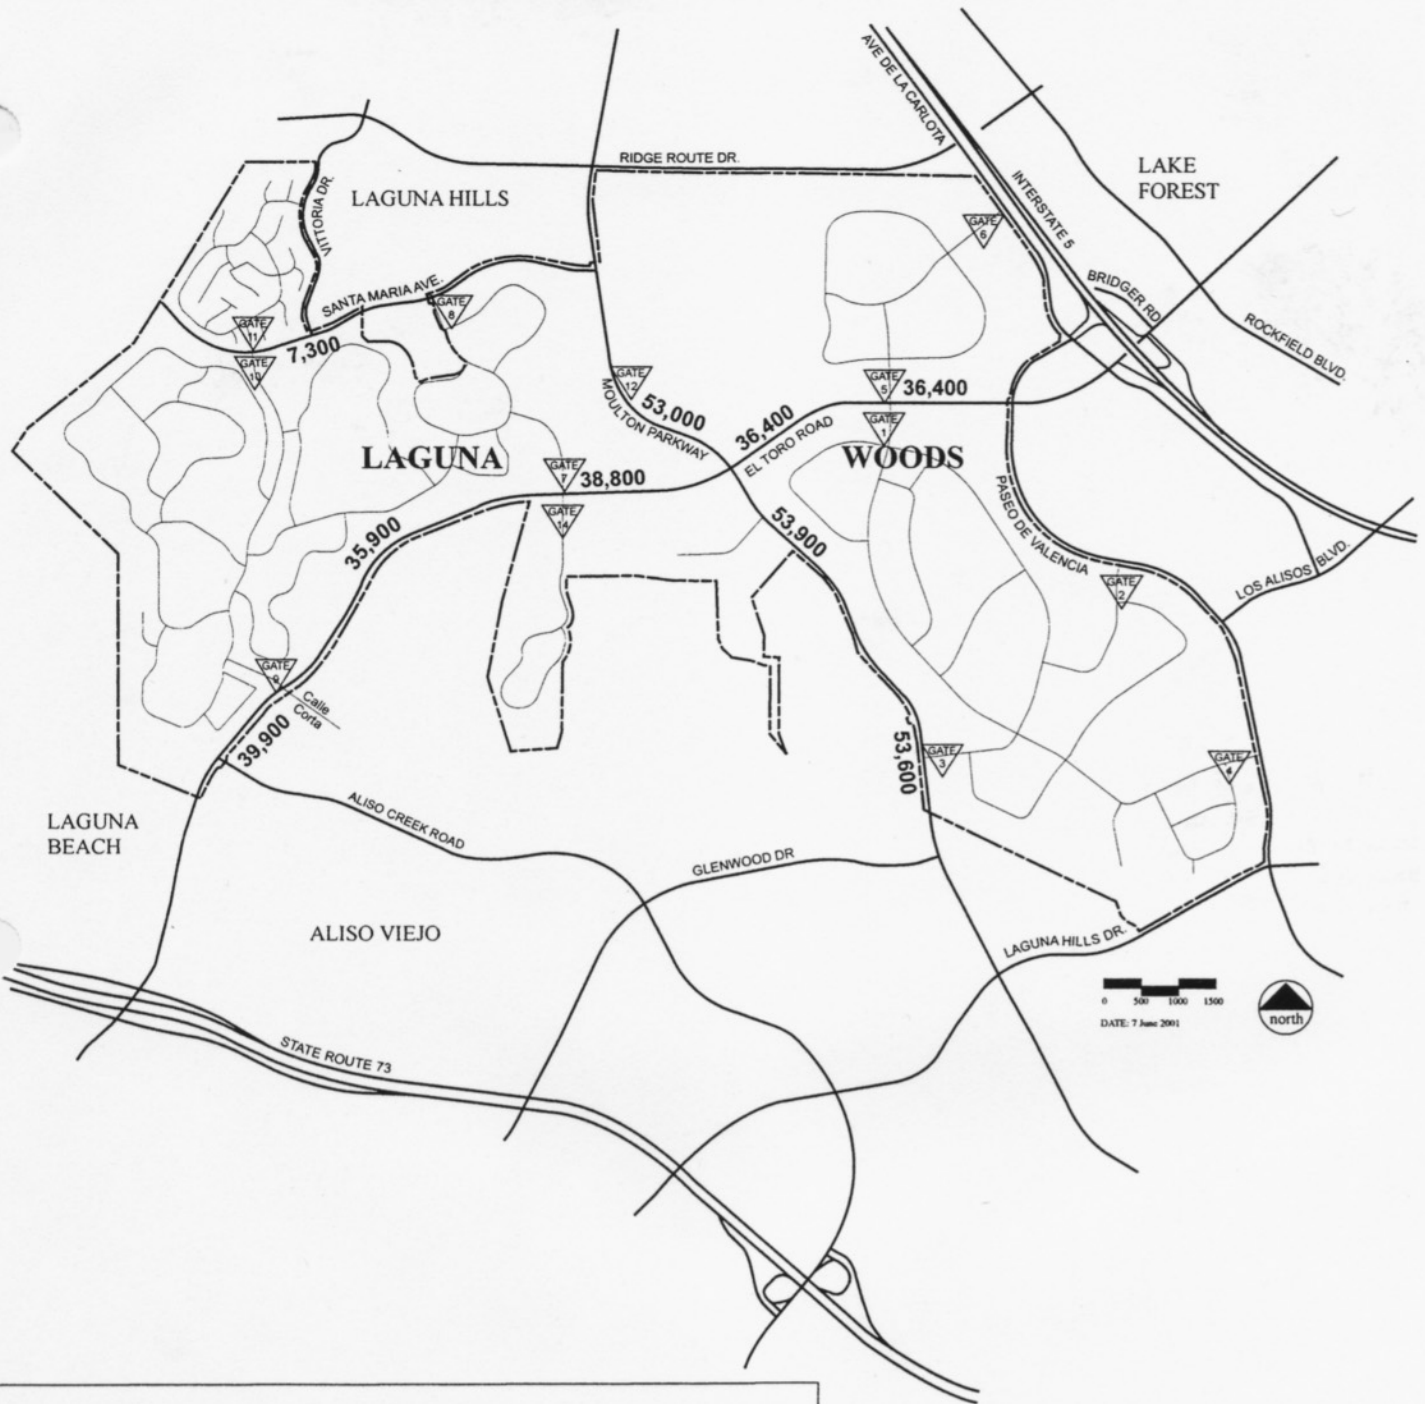 AVE DE LA CARLOTA
RIDGE ROUTE DR.
LAKE
FOREST
INTERSTATE 5
LAGUNA HILLS
VITTORIA DR.
GATE
6
BRIDGER RD.
SANTA MARIA AVE.
GATE
8
ROCKFIELD BLVD.
GATE
11
7,300
GATE
10
GATE
12
MOULTON PARKWAY
53,000
GATE
5
36,400
36,400
EL TORO ROAD
GATE
1
LAGUNA
WOODS
GATE
7
38,800
GATE
14
PASEO DE VALENCIA
35,900
53,900
GATE
2
LOS ALISOS BLVD.
GATE
9
Calle
Corta
39,900
53,600
GATE
3
GATE
4
LAGUNA
BEACH
ALISO CREEK ROAD
GLENWOOD DR
ALISO VIEJO
LAGUNA HILLS DR.
0 500 1000 1500
DATE: 7 June 2001
north
STATE ROUTE 73